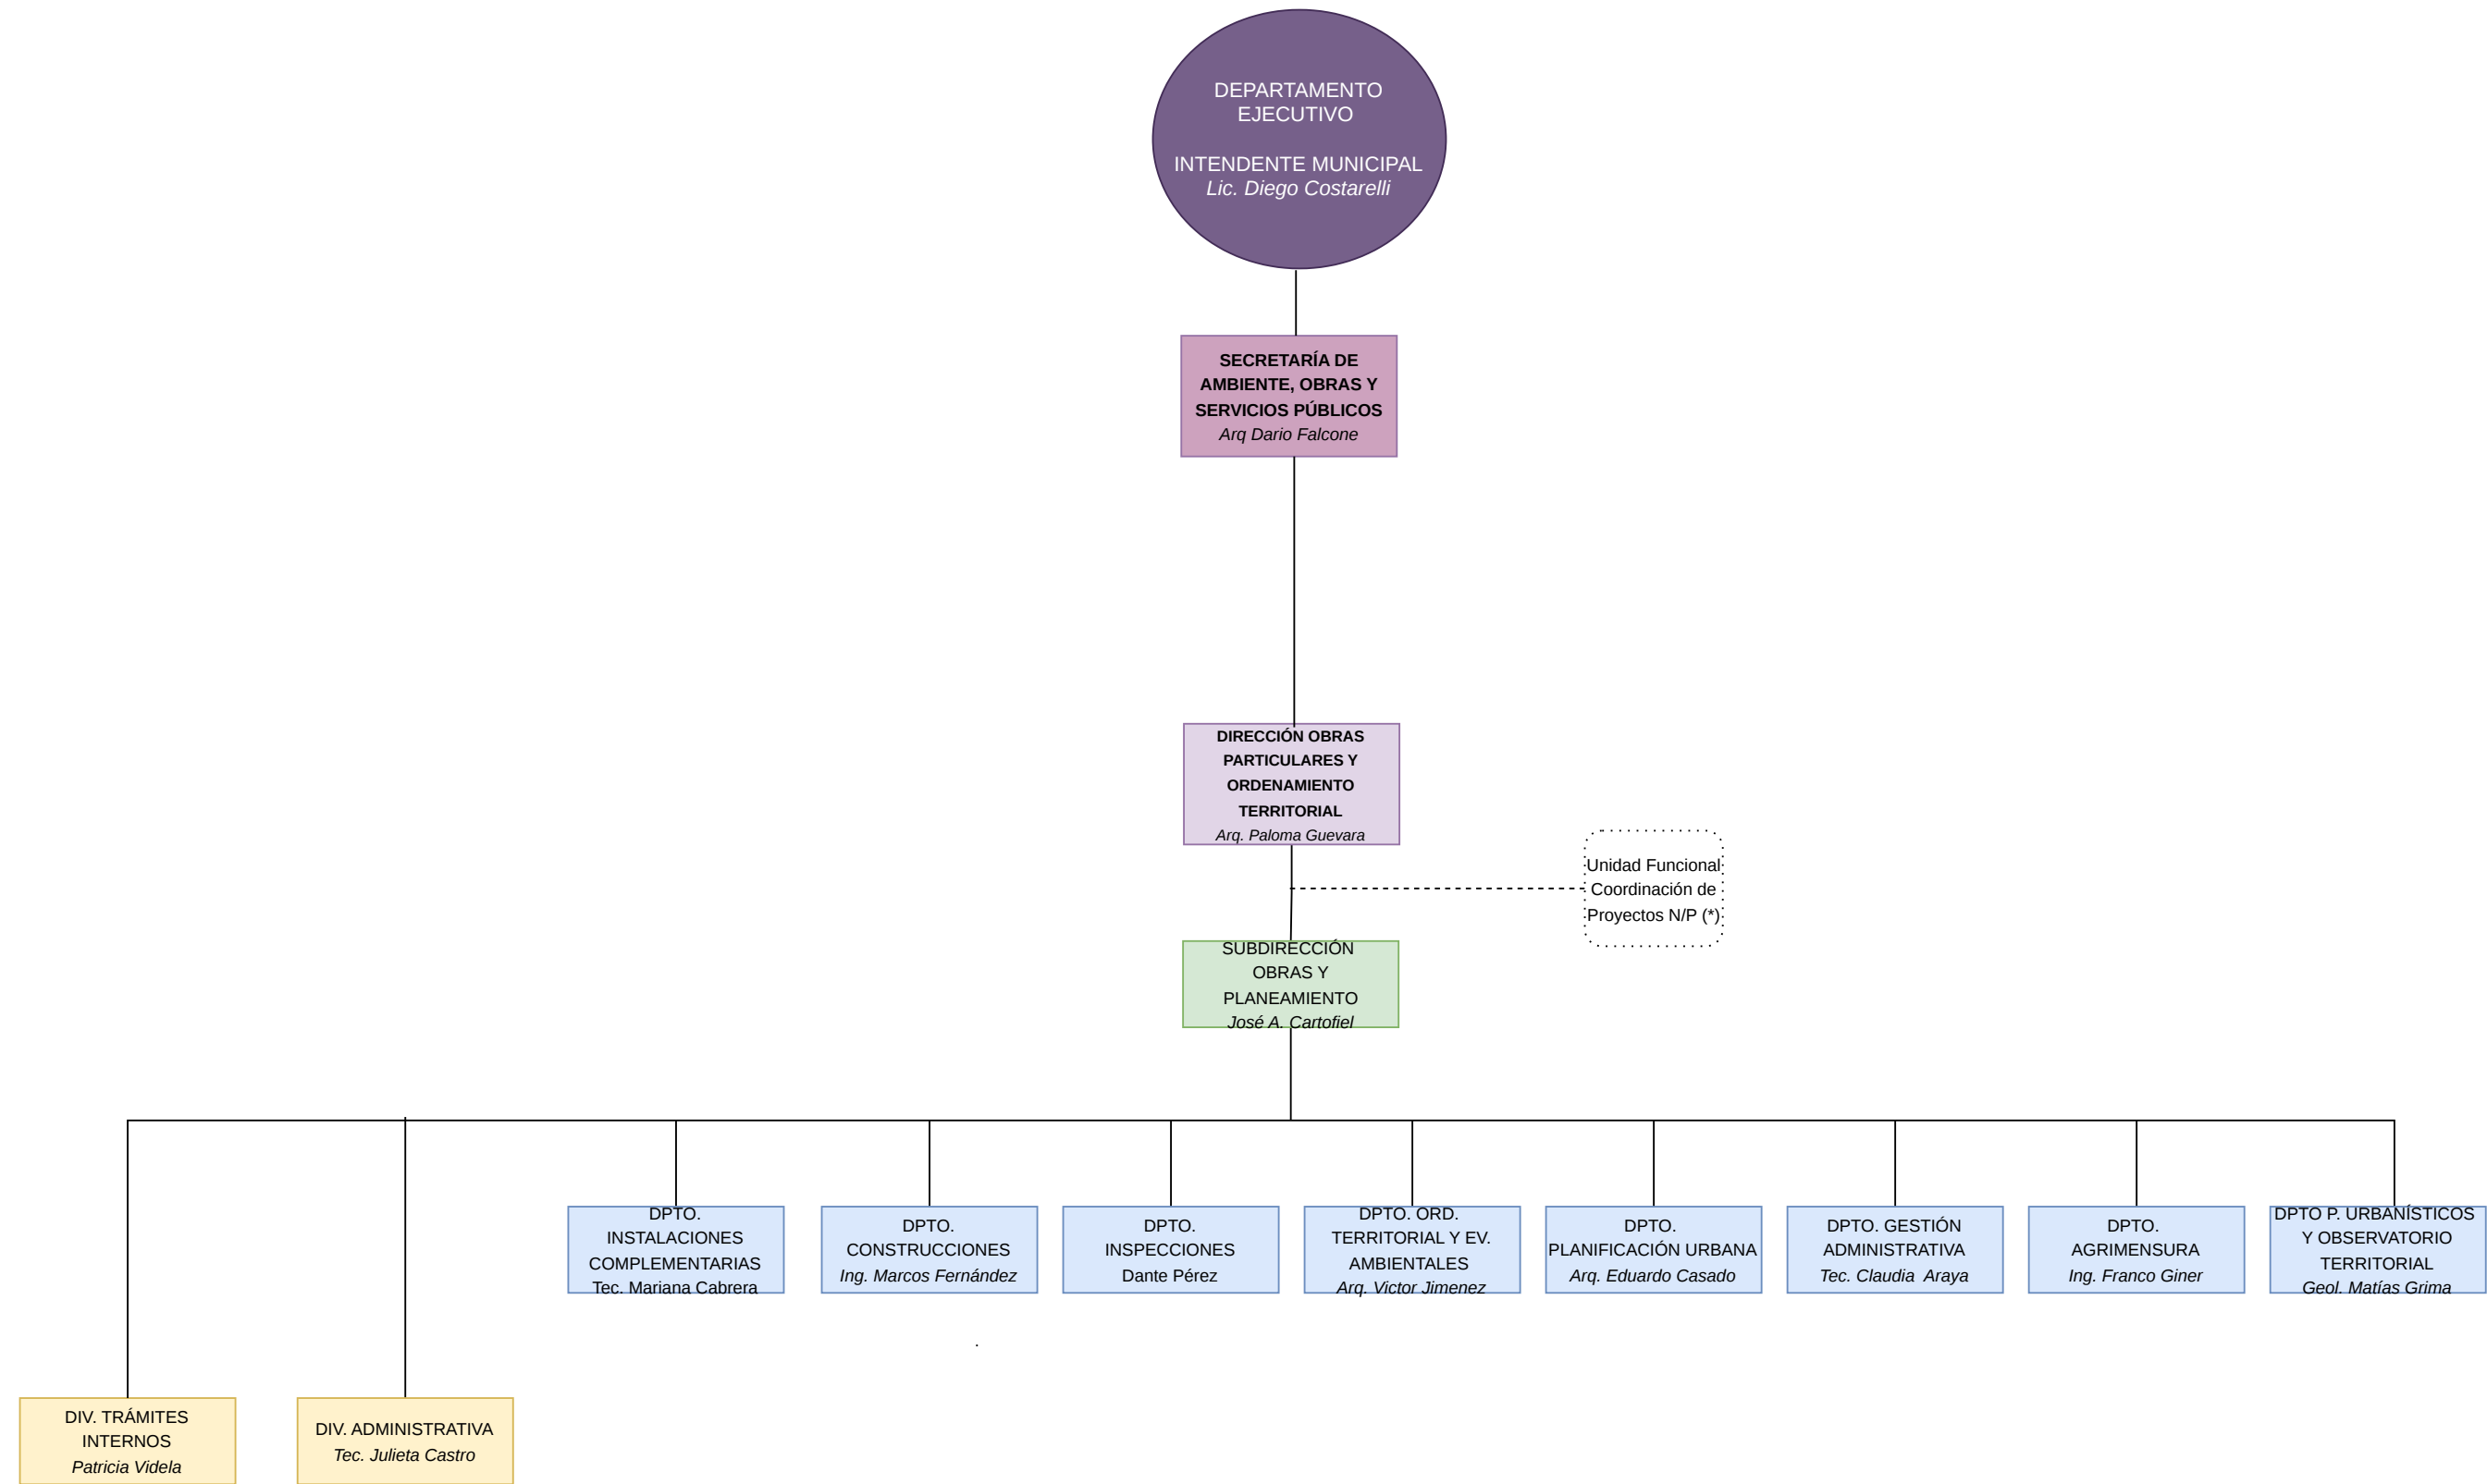 DEPARTAMENTO
EJECUTIVO
INTENDENTE MUNICIPAL
Lic. Diego Costarelli
SECRETARÍA DE
AMBIENTE, OBRAS Y
SERVICIOS PÚBLICOS
Arq Dario Falcone
DIRECCIÓN OBRAS
PARTICULARES Y
ORDENAMIENTO
TERRITORIAL
Arq. Paloma Guevara
Unidad Funcional
Coordinación de
Proyectos N/P (*)
SUBDIRECCIÓN
OBRAS Y
PLANEAMIENTO
José A. Cartofiel
DPTO.
INSTALACIONES
COMPLEMENTARIAS
Tec. Mariana Cabrera
DPTO.
CONSTRUCCIONES
Ing. Marcos Fernández
DPTO.
INSPECCIONES
Dante Pérez
DPTO. ORD.
TERRITORIAL Y EV.
AMBIENTALES
Arq. Victor Jimenez
DPTO.
PLANIFICACIÓN URBANA
Arq. Eduardo Casado
DPTO. GESTIÓN
ADMINISTRATIVA
Tec. Claudia  Araya
DPTO.
AGRIMENSURA
Ing. Franco Giner
DPTO P. URBANÍSTICOS
Y OBSERVATORIO
TERRITORIAL
Geol. Matías Grima
.
DIV. TRÁMITES
INTERNOS
Patricia Videla
DIV. ADMINISTRATIVA
Tec. Julieta Castro